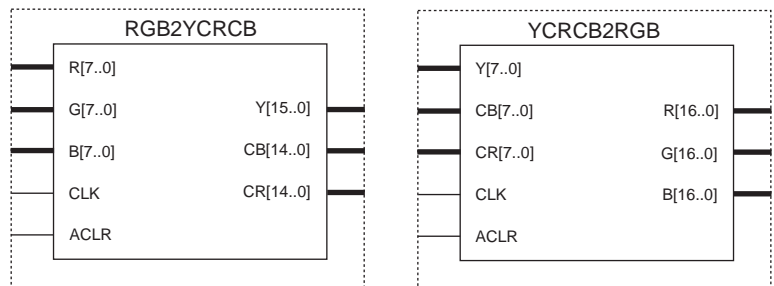 RGB2YCRCB
R[7..0]
G[7..0] Y[15..0]
B[7..0] CB[14..0]
CLK CR[14..0]
ACLR
YCRCB2RGB
Y[7..0]
CB[7..0] R[16..0]
CR[7..0] G[16..0]
CLK B[16..0]
ACLR